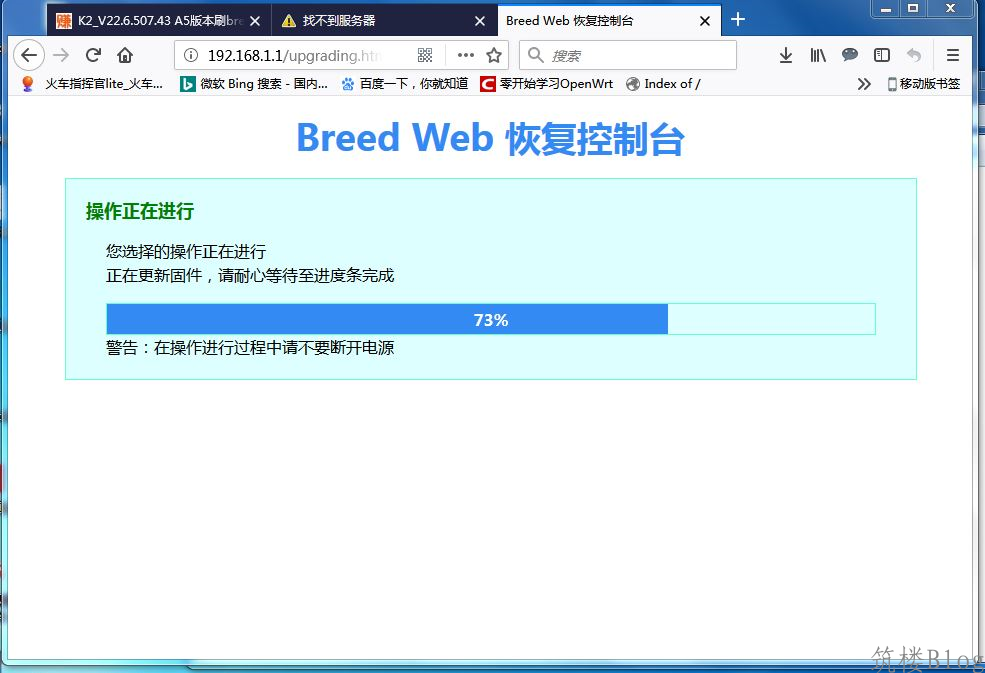 K2_V22.6.507.43 A5版本刷bre
找不到服务器
Breed Web 恢复控制台
192.168.1.1/upgrading.htm
搜索
火车指挥官lite_火车...
微软 Bing 搜索 - 国内...
百度一下，你就知道
零开始学习OpenWrt
Index of /
移动版书签
Breed Web 恢复控制台
操作正在进行
您选择的操作正在进行
正在更新固件，请耐心等待至进度条完成
73%
警告：在操作进行过程中请不要断开电源
筑楼Blog